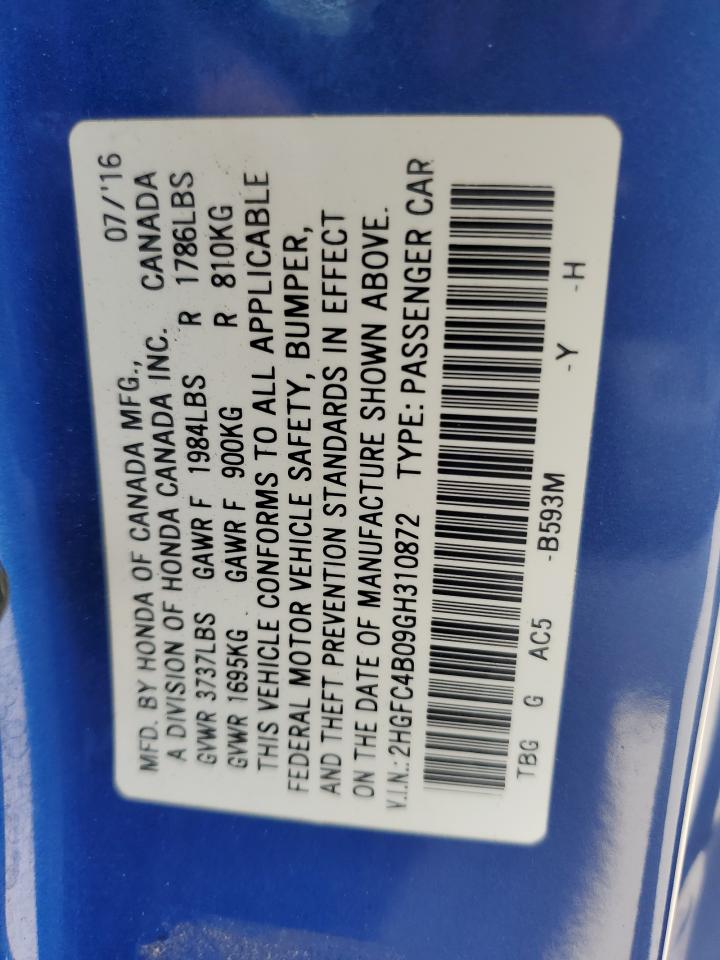 MFD. BY HONDA OF CANADA MFG., 07/'16
A DIVISION OF HONDA CANADA INC. CANADA
GVWR 3737LBS GAWR F 1984LBS R 1786LBS
GVWR 1695KG GAWR F 900KG R 810KG
THIS VEHICLE CONFORMS TO ALL APPLICABLE
FEDERAL MOTOR VEHICLE SAFETY, BUMPER,
AND THEFT PREVENTION STANDARDS IN EFFECT
ON THE DATE OF MANUFACTURE SHOWN ABOVE.
V.I.N.: 2HGFC4B09GH310872 TYPE: PASSENGER CAR
TBG G AC5 -B593M -Y -H